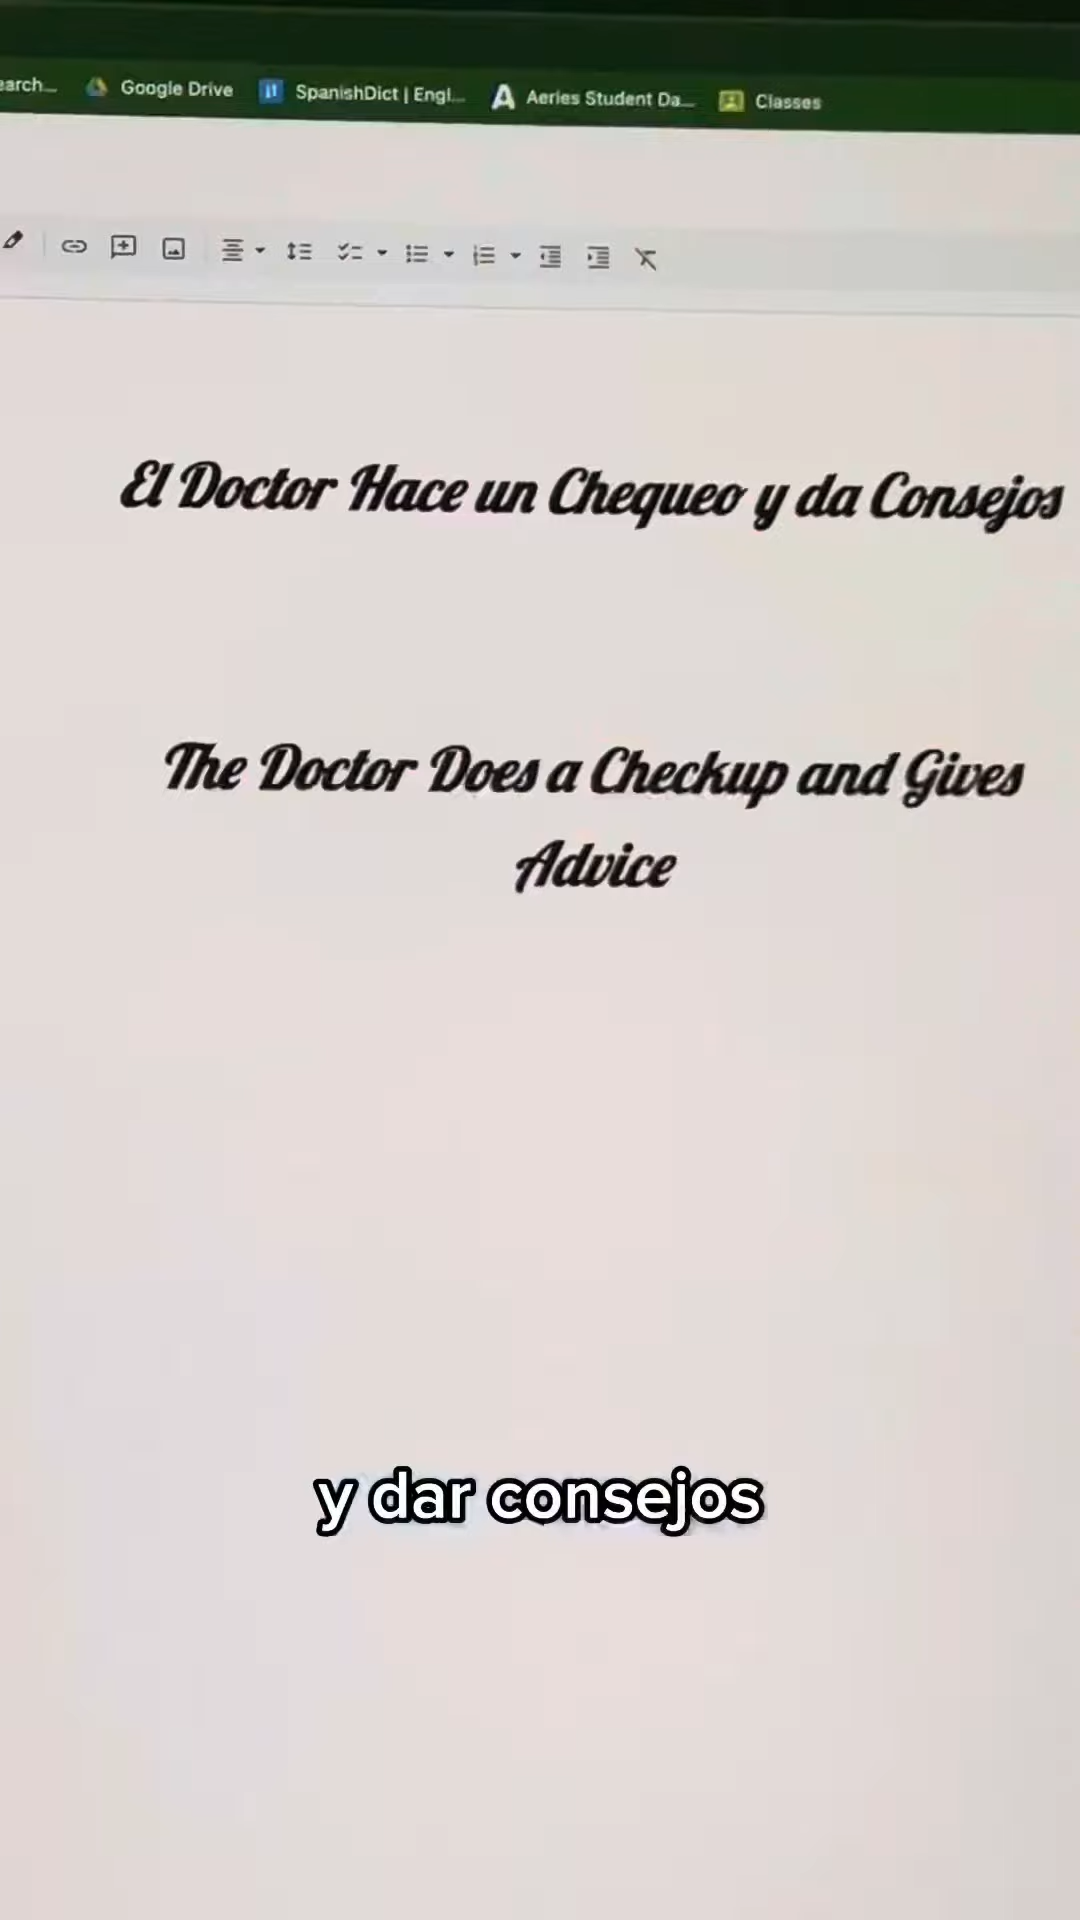 Google Drive SpanishDict | Engl... Aeries Student Da... Classes
El Doctor Hace un Chequeo y da Consejos
The Doctor Does a Checkup and Gives
Advice
y dar consejos